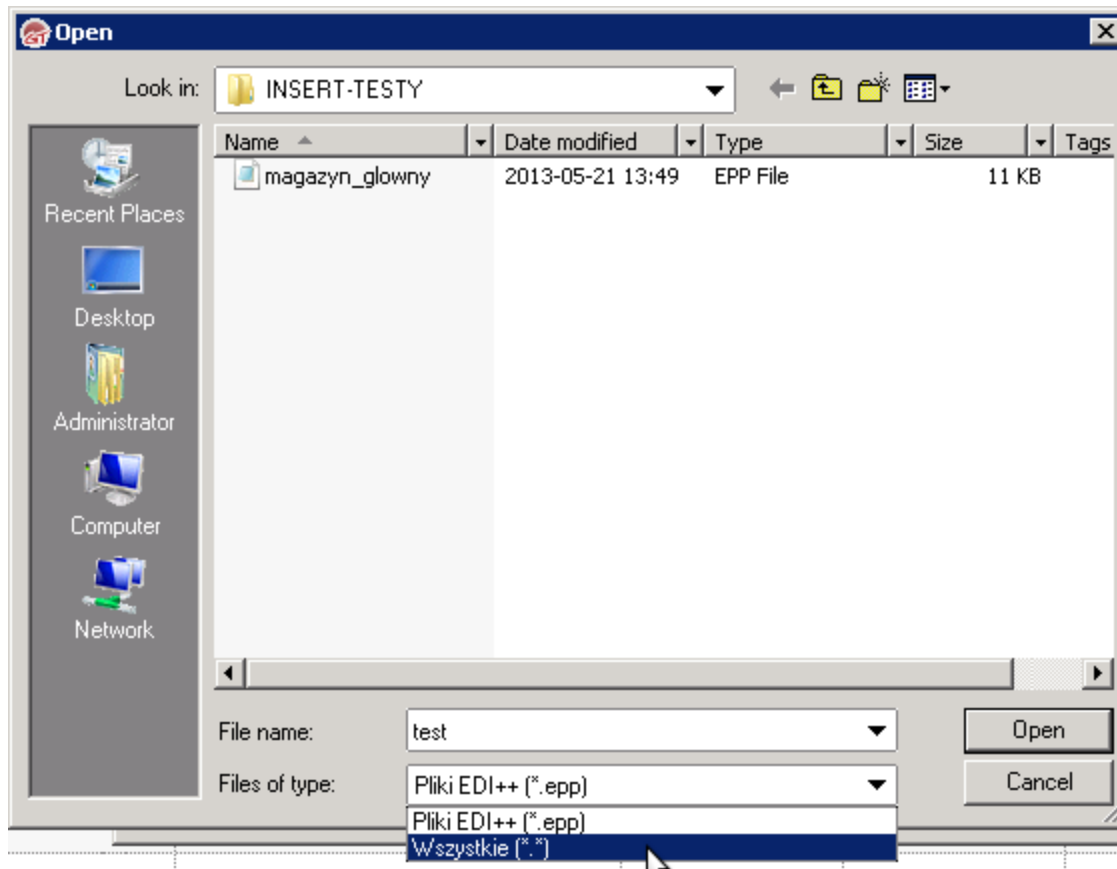 Open
Look in: INSERT-TESTY
Name Date modified Type Size Tags
magazyn_glowny 2013-05-21 13:49 EPP File 11 KB
Recent Places
Desktop
Administrator
Computer
Network
File name: test Open
Files of type: Pliki EDI++ (*.epp) Cancel
Pliki EDI++ (*.epp)
Wszystkie (*.*)